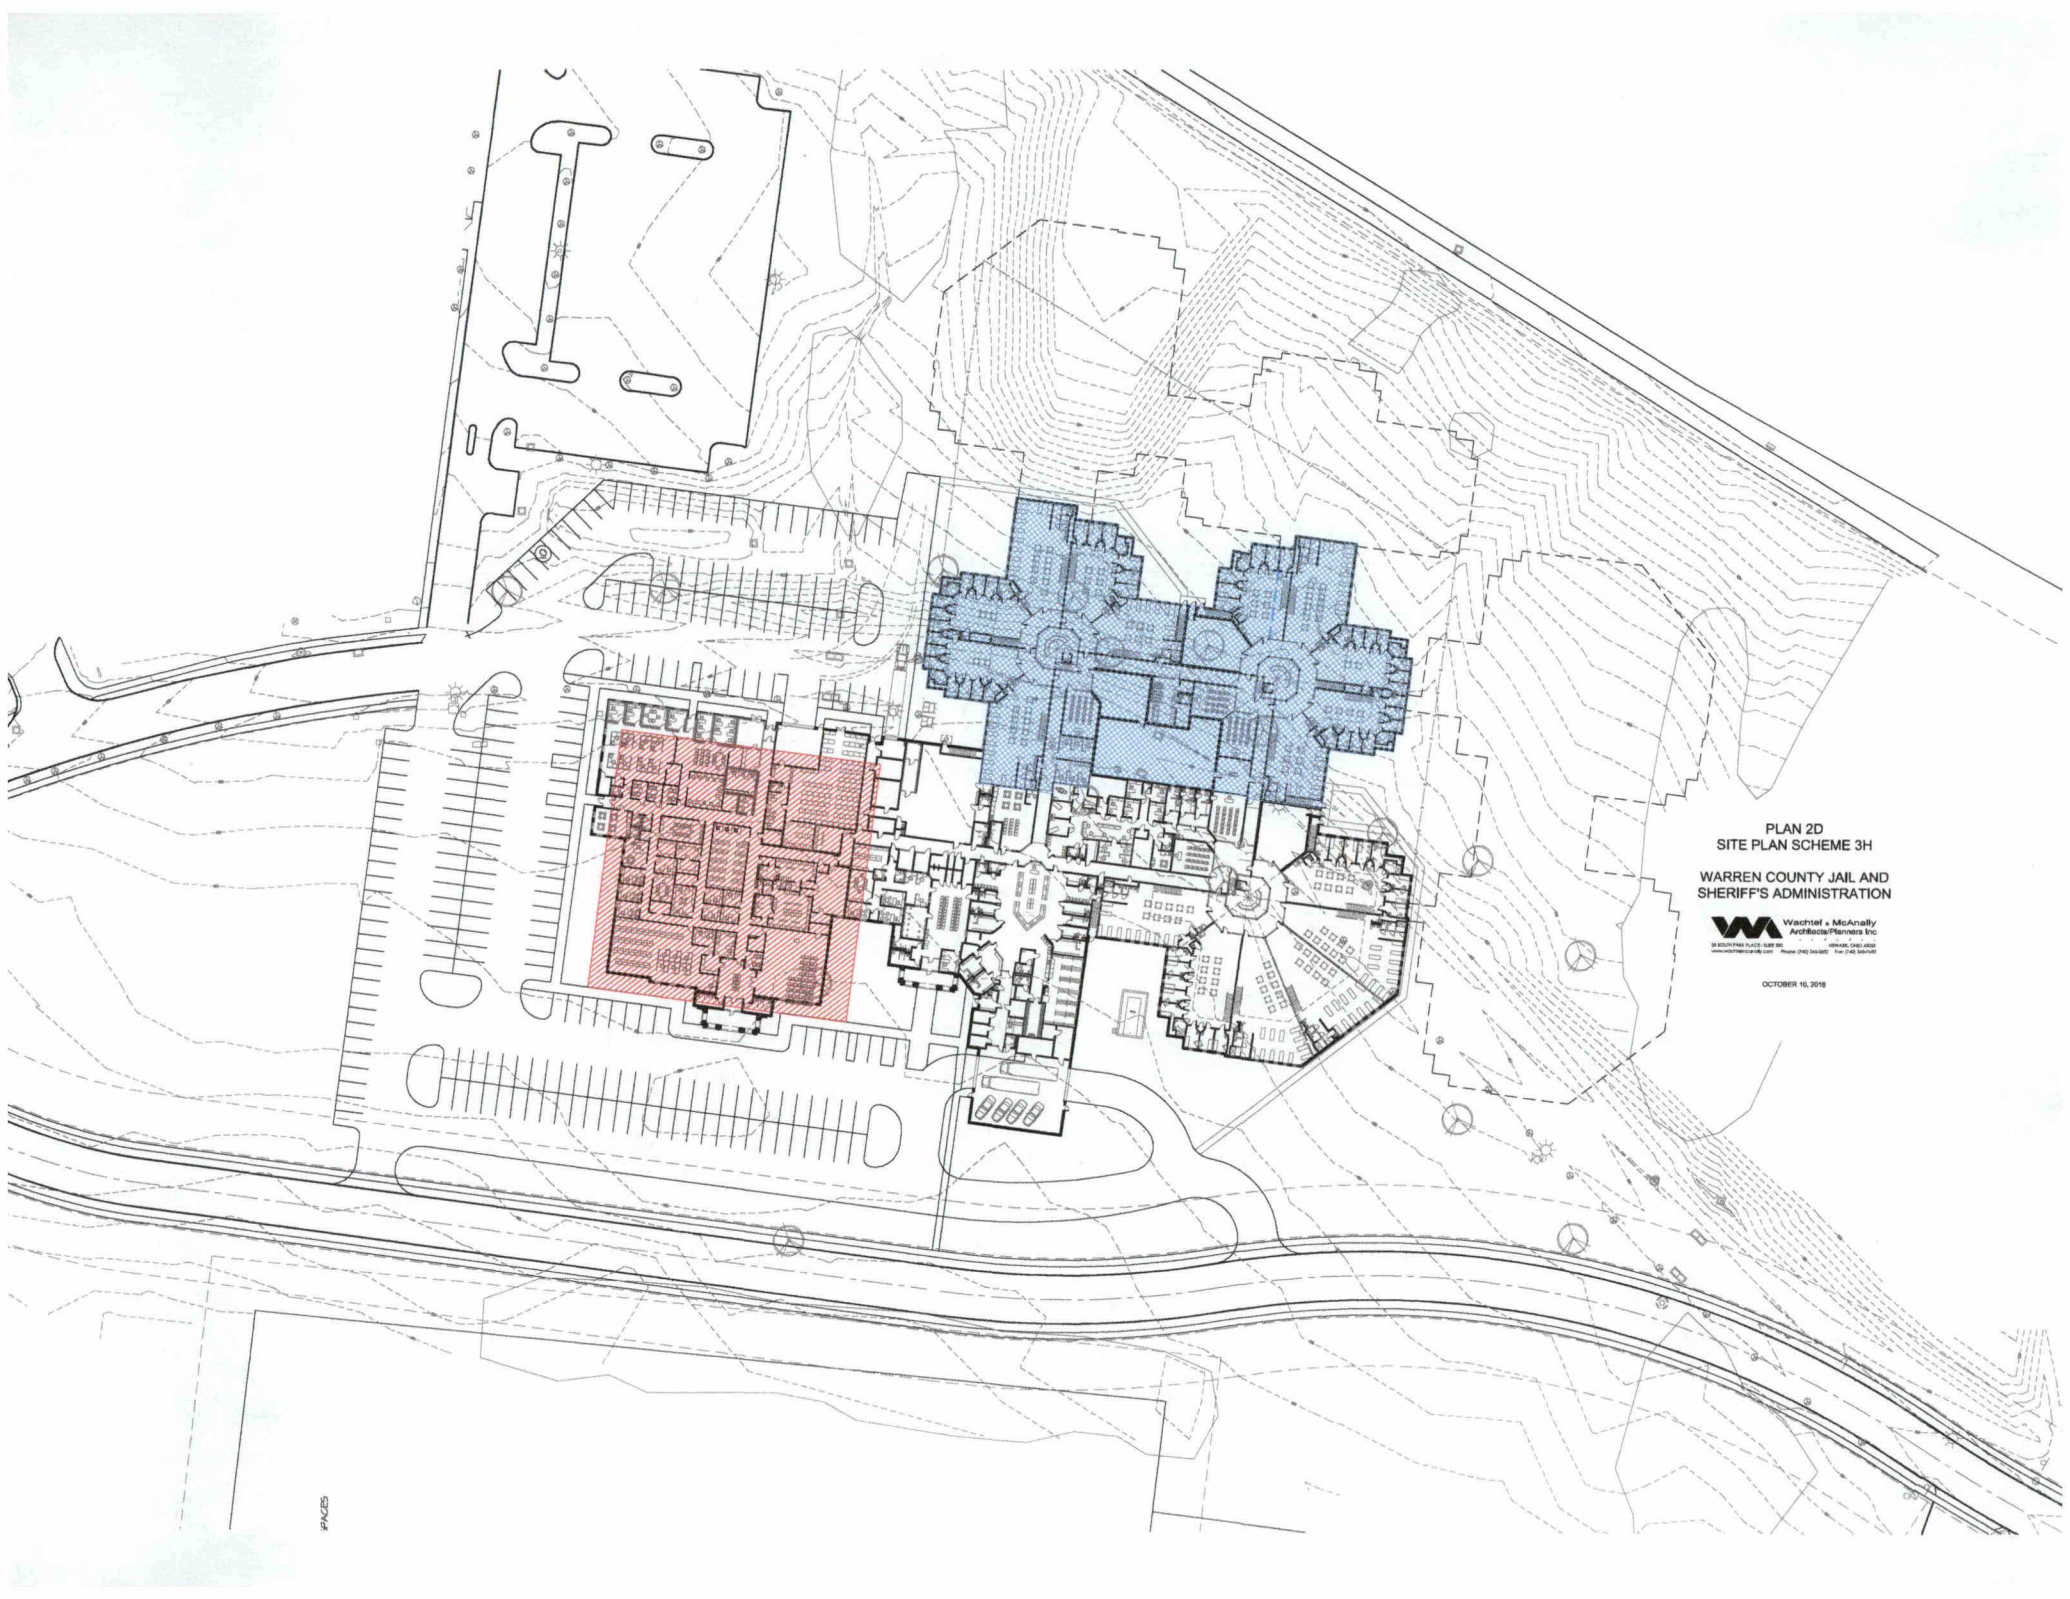 PLAN 2D
SITE PLAN SCHEME 3H
WARREN COUNTY JAIL AND
SHERIFF'S ADMINISTRATION
Wachtel & McAnally
Architects/Planners Inc
OCTOBER 10, 2018